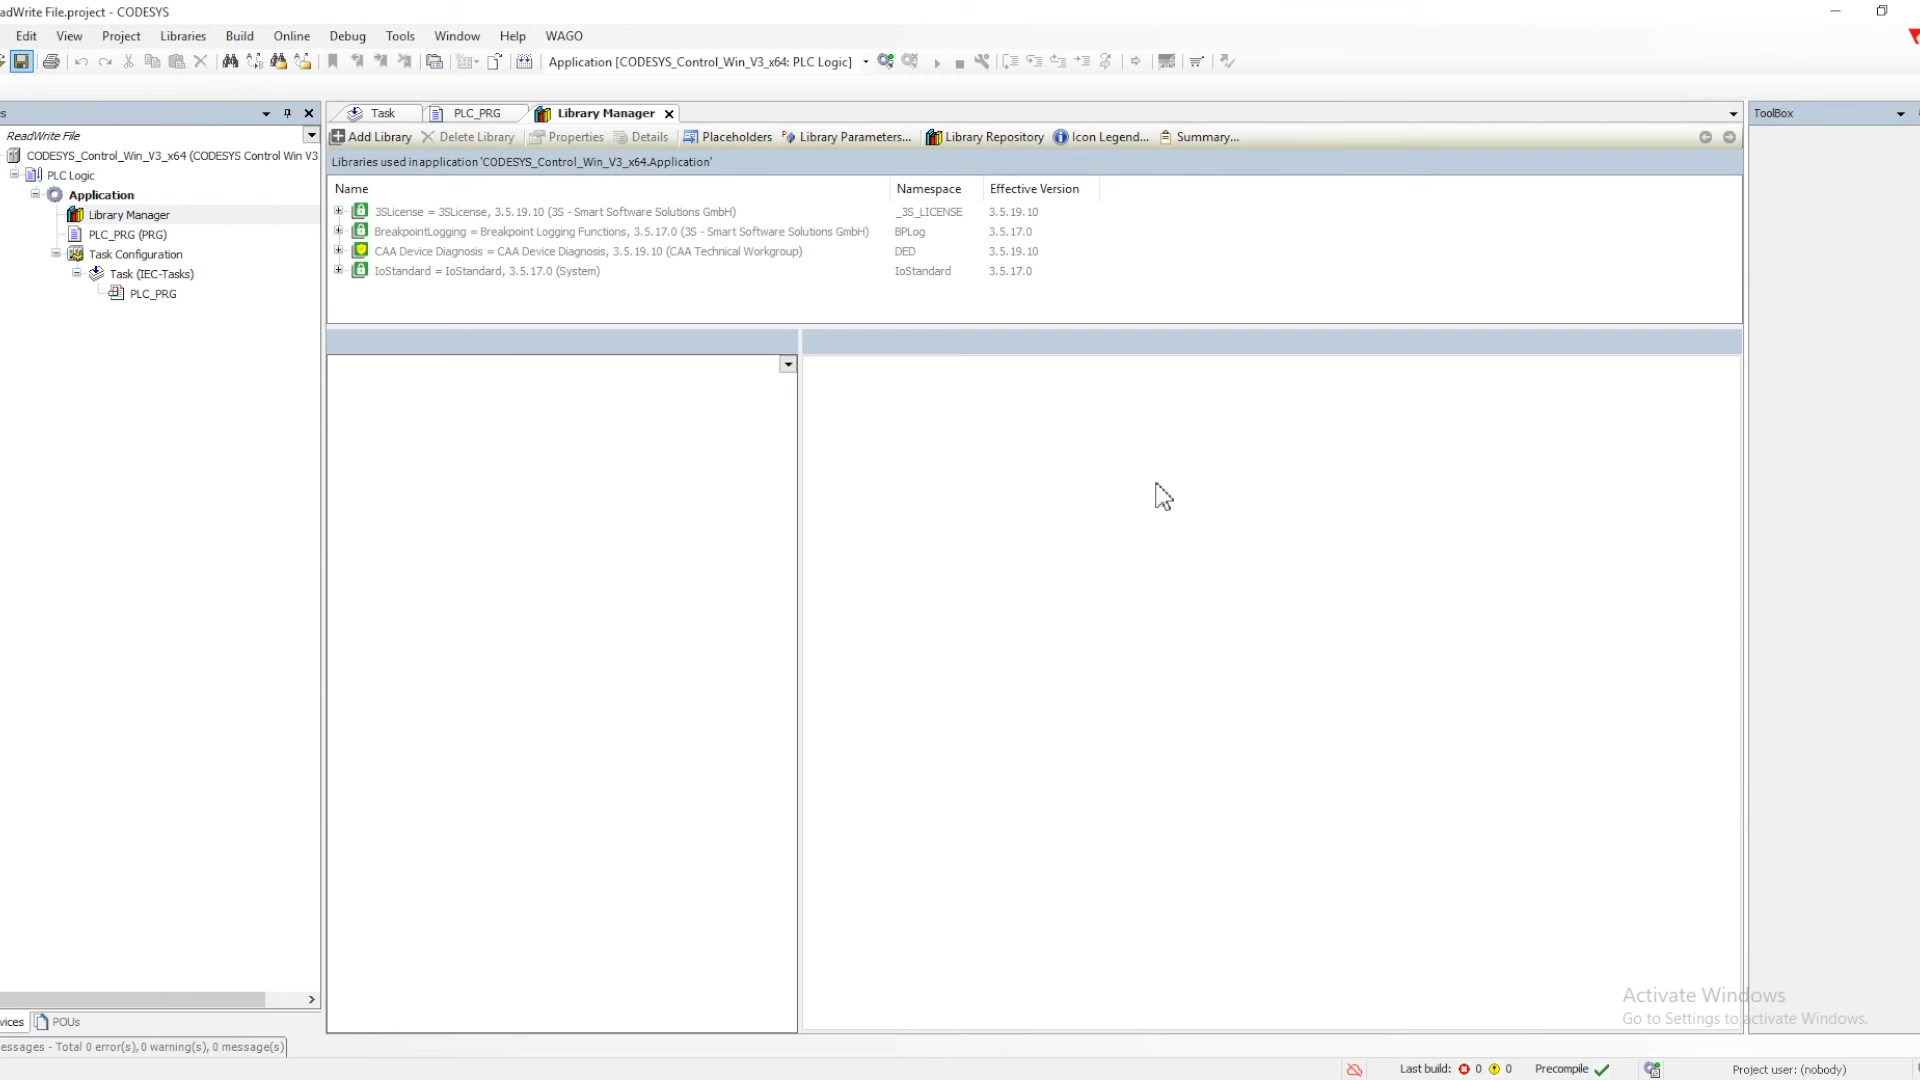 adWrite File.project - CODESYS
Edit View Project Libraries Build Online Debug Tools Window Help WAGO
Application [CODESYS_Control_Win_V3_x64: PLC Logic]
s
Task PLC_PRG Library Manager
ToolBox
ReadWrite File
Add Library Delete Library Properties Details Placeholders Library Parameters... Library Repository Icon Legend... Summary...
CODESYS_Control_Win_V3_x64 (CODESYS Control Win V3
Libraries used in application 'CODESYS_Control_Win_V3_x64.Application'
PLC Logic
Name Namespace Effective Version
Application
3SLicense = 3SLicense, 3.5.19.10 (3S - Smart Software Solutions GmbH) _3S_LICENSE 3.5.19.10
Library Manager
BreakpointLogging = Breakpoint Logging Functions, 3.5.17.0 (3S - Smart Software Solutions GmbH) BPLog 3.5.17.0
PLC_PRG (PRG)
CAA Device Diagnosis = CAA Device Diagnosis, 3.5.19.10 (CAA Technical Workgroup) DED 3.5.19.10
Task Configuration
IoStandard = IoStandard, 3.5.17.0 (System) IoStandard 3.5.17.0
Task (IEC-Tasks)
PLC_PRG
Activate Windows
Go to Settings to activate Windows.
vices POUs
essages - Total 0 error(s), 0 warning(s), 0 message(s)
Last build: 0 0 Precompile Project user: (nobody)